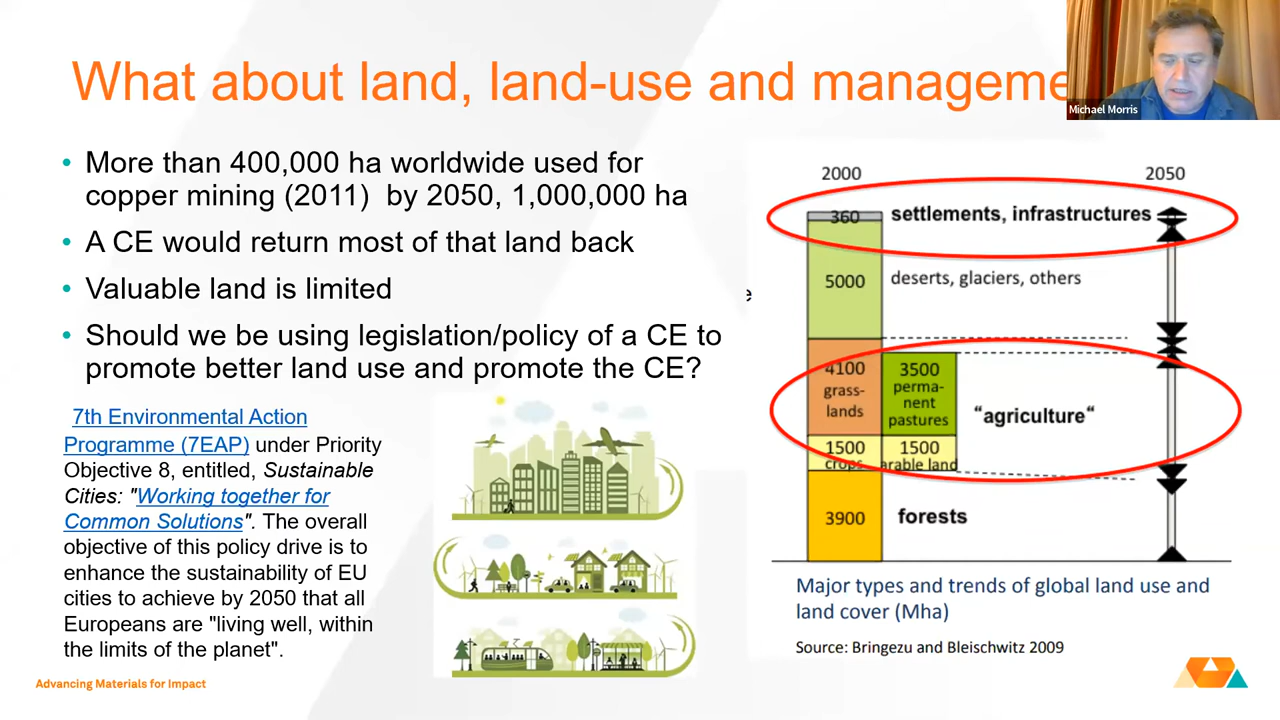 What about land, land-use and manageme
Michael Morris
• More than 400,000 ha worldwide used for
copper mining (2011) by 2050, 1,000,000 ha
• A CE would return most of that land back
• Valuable land is limited
• Should we be using legislation/policy of a CE to
promote better land use and promote the CE?
7th Environmental Action
Programme (7EAP) under Priority
Objective 8, entitled, Sustainable
Cities: "Working together for
Common Solutions". The overall
objective of this policy drive is to
enhance the sustainability of EU
cities to achieve by 2050 that all
Europeans are "living well, within
the limits of the planet".
e
2000
2050
360
settlements, infrastructures
5000
deserts, glaciers, others
4100
grass-
lands
3500
perma-
nent
pastures
“agriculture“
1500
crops
1500
arable land
3900
forests
Major types and trends of global land use and
land cover (Mha)
Source: Bringezu and Bleischwitz 2009
Advancing Materials for Impact